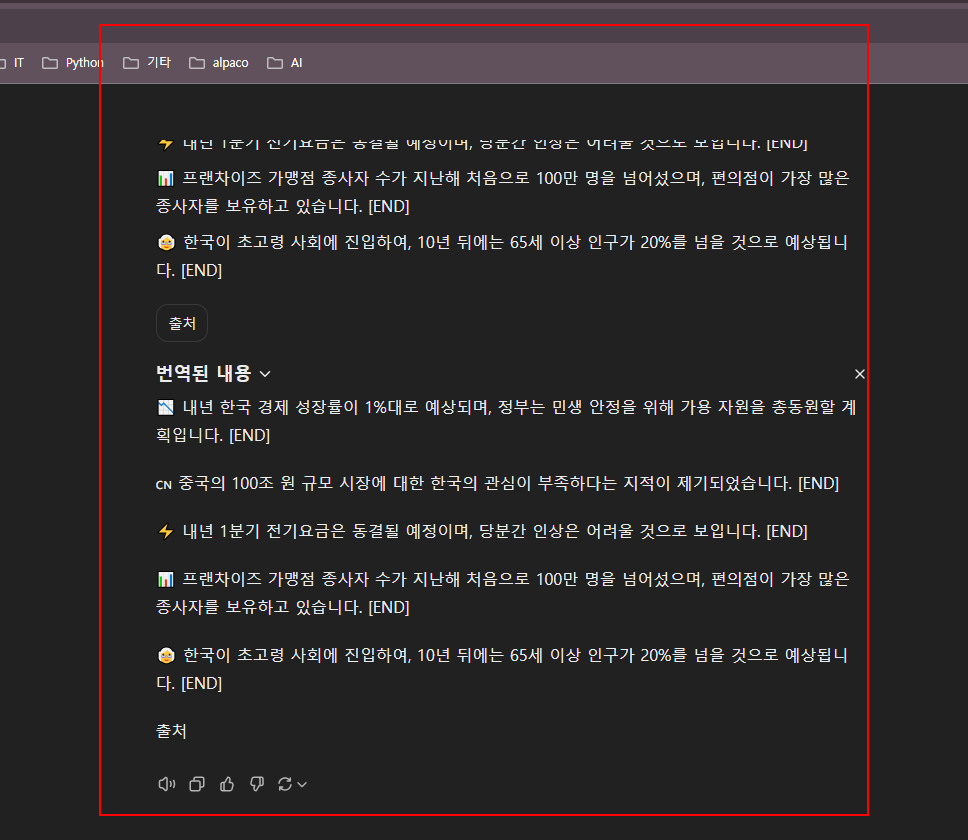 IT Python 기타 alpaco AI
⚡ 내년 1분기 전기요금은 동결될 예정이며, 당분간 인상은 어려울 것으로 보입니다. [END]
📊 프랜차이즈 가맹점 종사자 수가 지난해 처음으로 100만 명을 넘어섰으며, 편의점이 가장 많은
종사자를 보유하고 있습니다. [END]
👵 한국이 초고령 사회에 진입하여, 10년 뒤에는 65세 이상 인구가 20%를 넘을 것으로 예상됩니
다. [END]
출처
번역된 내용
📉 내년 한국 경제 성장률이 1%대로 예상되며, 정부는 민생 안정을 위해 가용 자원을 총동원할 계
획입니다. [END]
CN 중국의 100조 원 규모 시장에 대한 한국의 관심이 부족하다는 지적이 제기되었습니다. [END]
⚡ 내년 1분기 전기요금은 동결될 예정이며, 당분간 인상은 어려울 것으로 보입니다. [END]
📊 프랜차이즈 가맹점 종사자 수가 지난해 처음으로 100만 명을 넘어섰으며, 편의점이 가장 많은
종사자를 보유하고 있습니다. [END]
👵 한국이 초고령 사회에 진입하여, 10년 뒤에는 65세 이상 인구가 20%를 넘을 것으로 예상됩니
다. [END]
출처